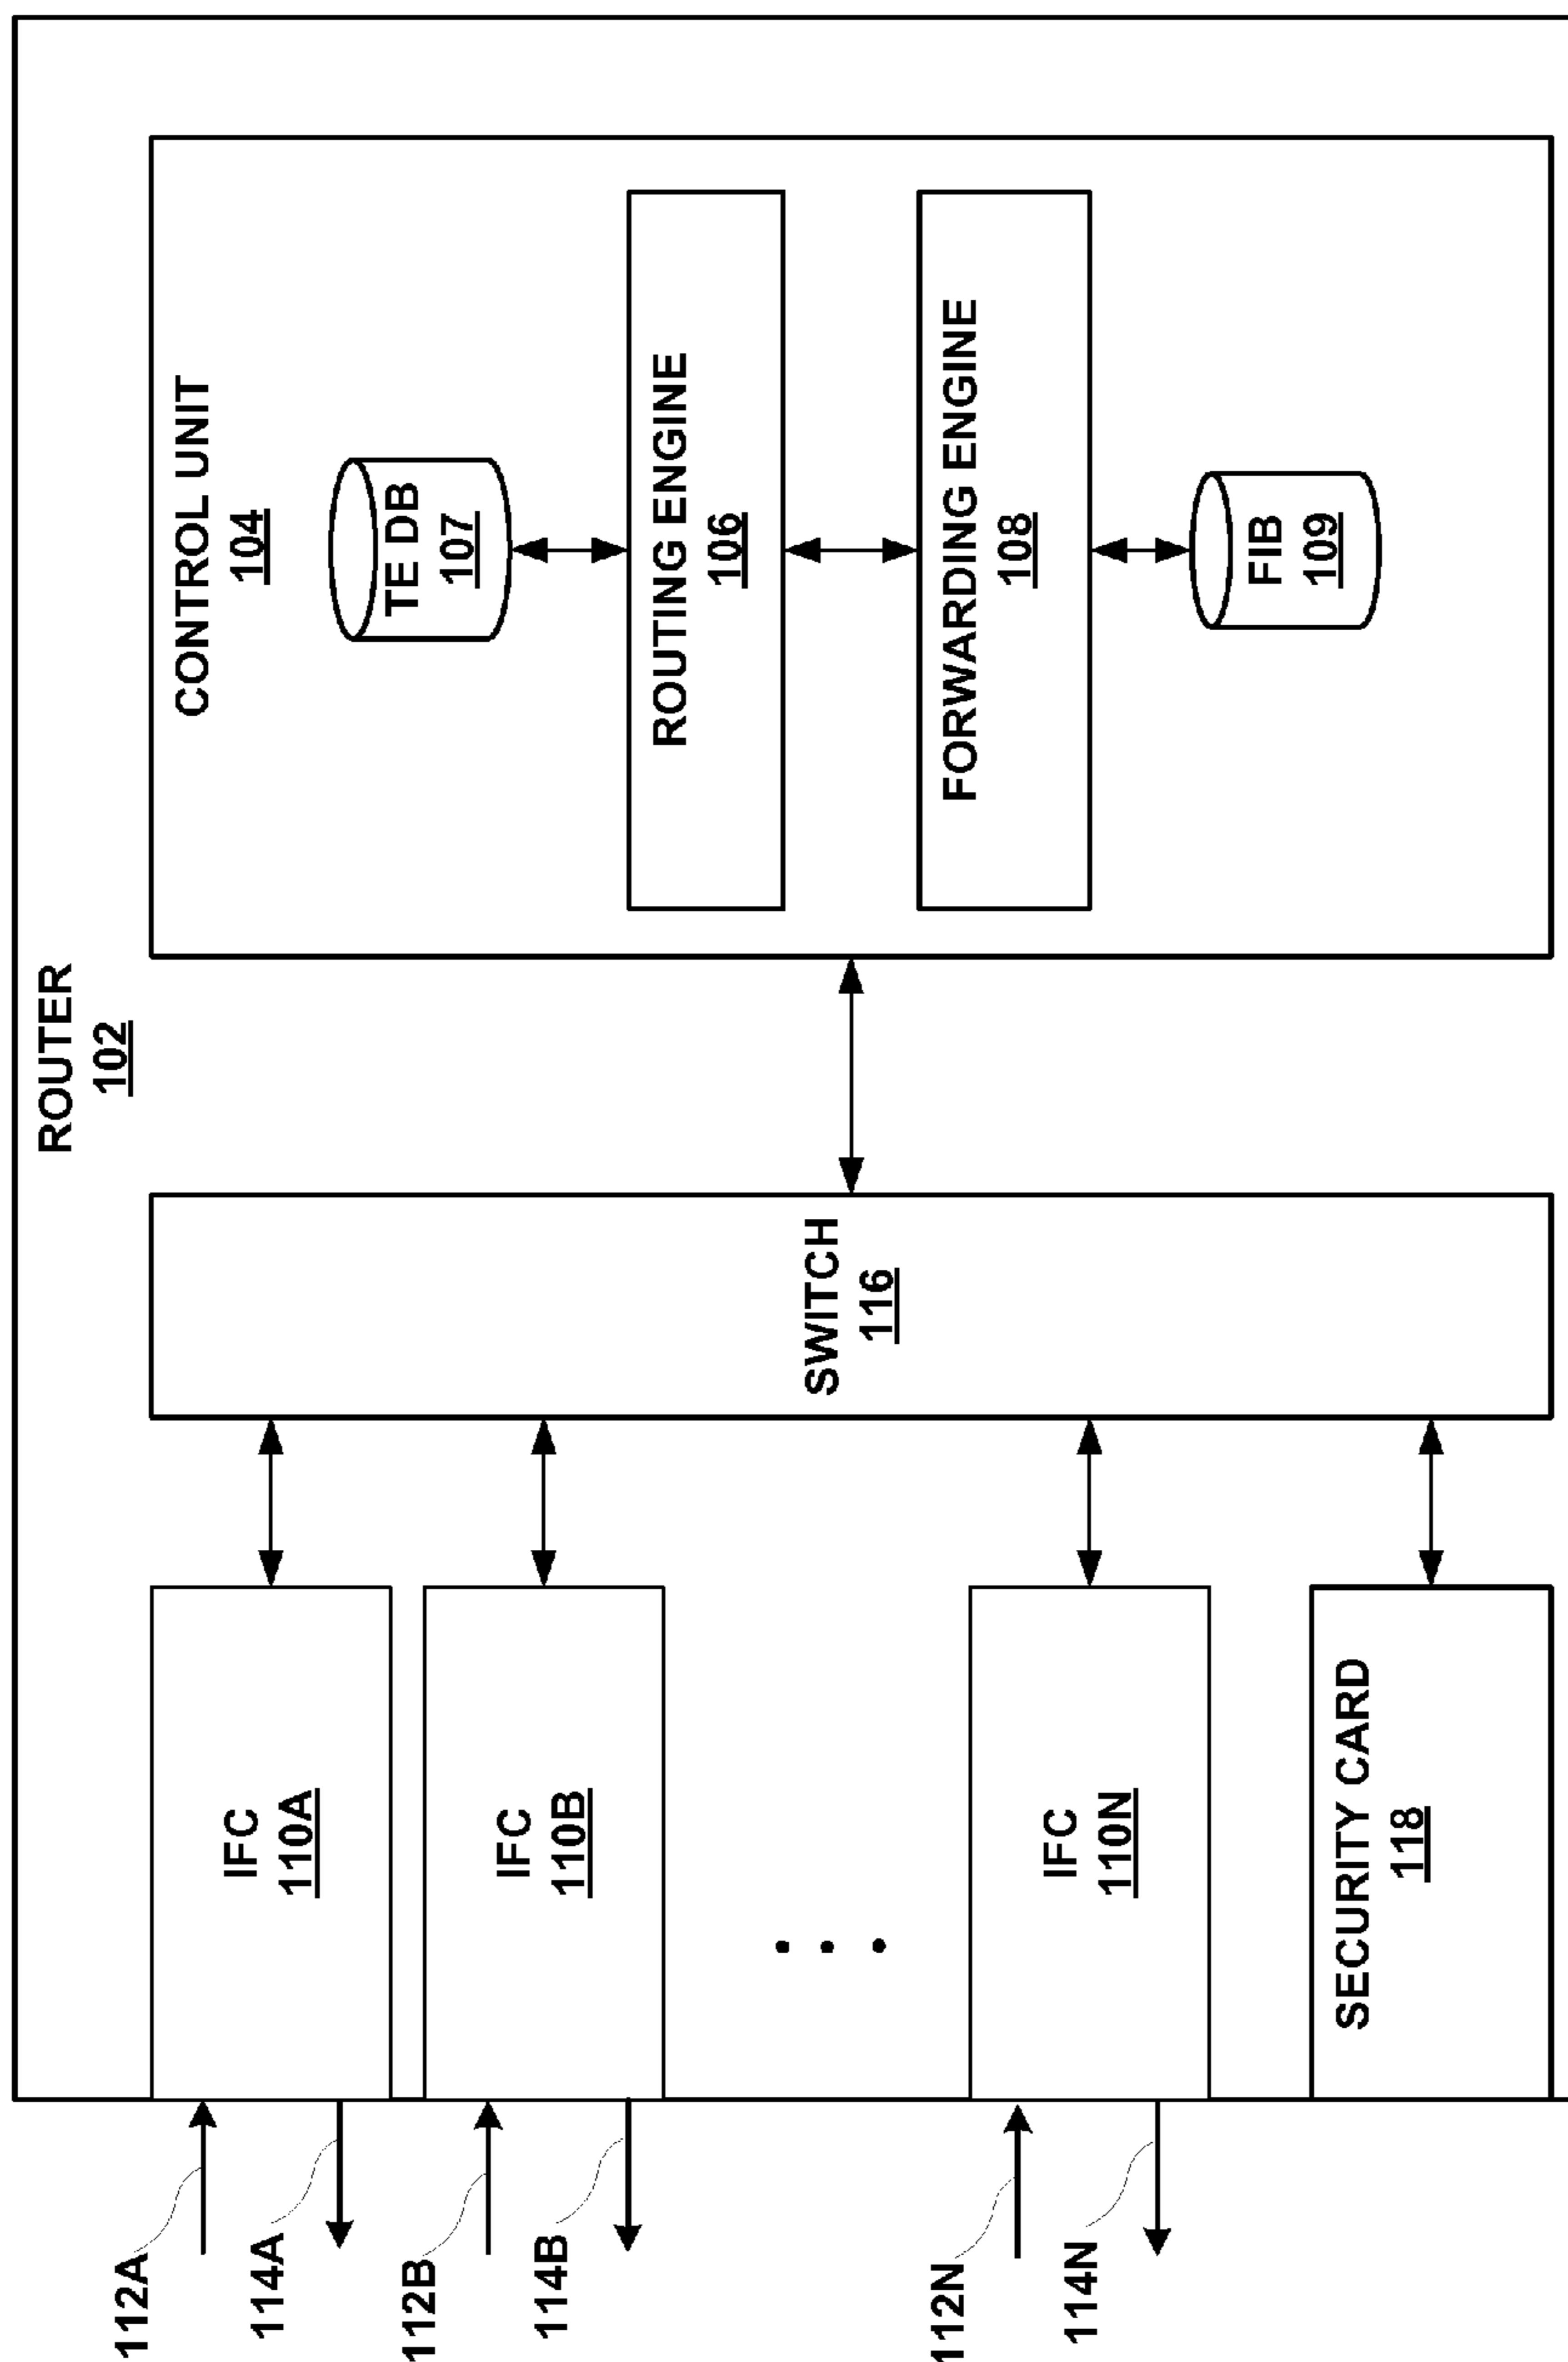 ROUTER
102
CONTROL UNIT
104
TE DB
107
ROUTING ENGINE
106
FORWARDING ENGINE
108
FIB
109
SWITCH
116
IFC
110A
IFC
110B
IFC
110N
SECURITY CARD
118
112A
114A
112B
114B
112N
114N